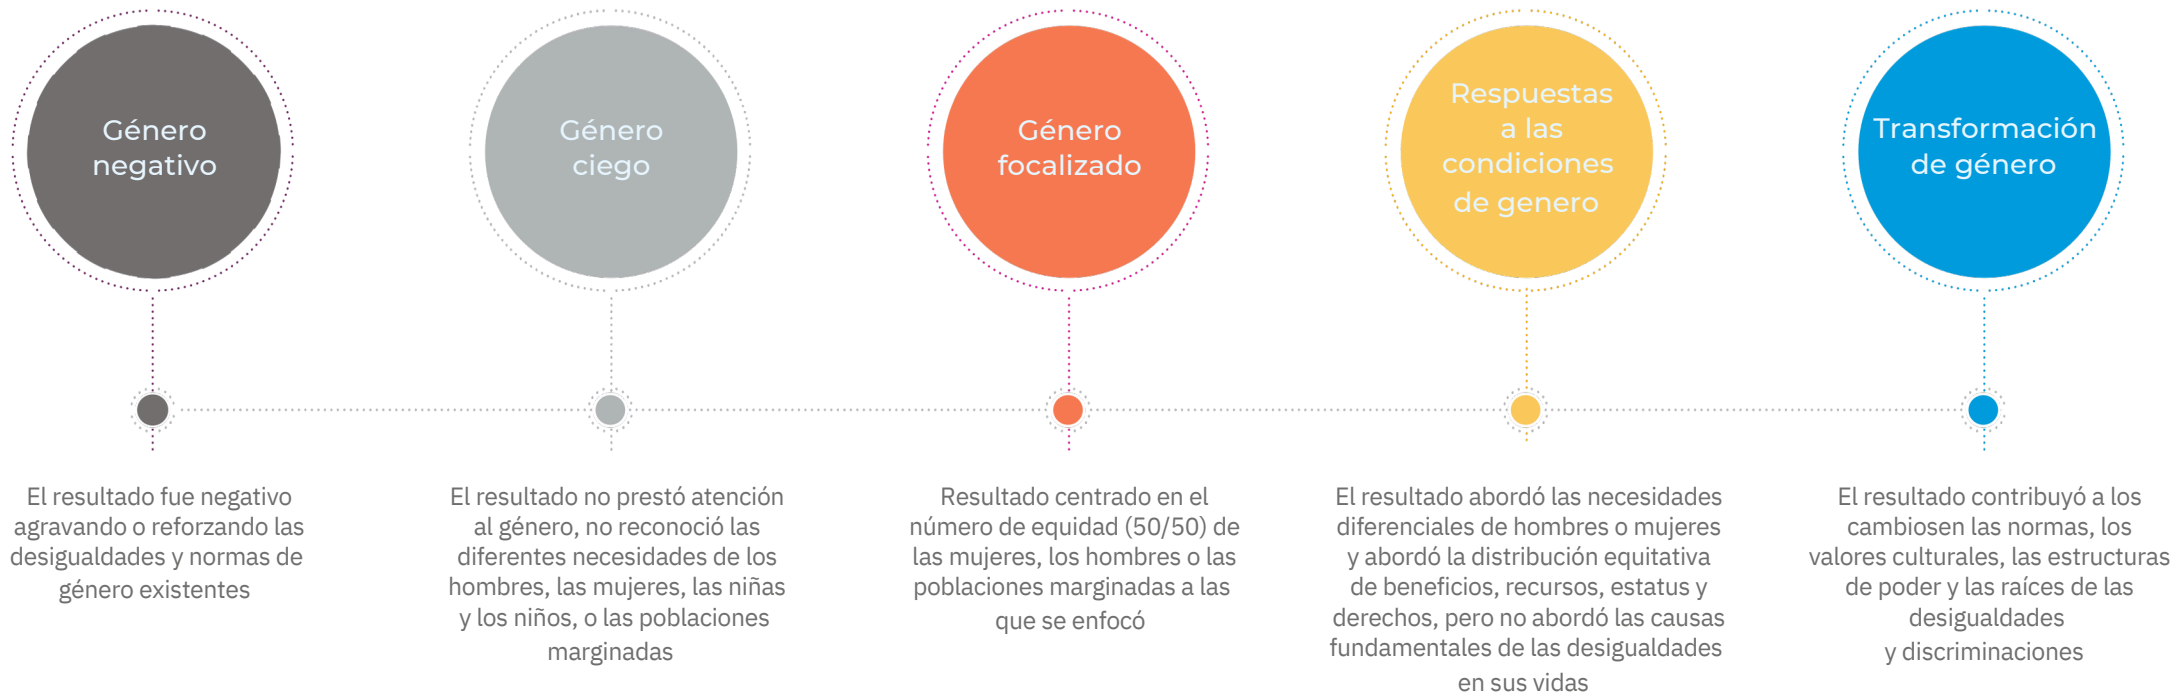 Género
negativo
Género
ciego
Género
focalizado
Respuestas
a las
condiciones
de genero
Transformación
de género
El resultado fue negativo
agravando o reforzando las
desigualdades y normas de
género existentes
El resultado no prestó atención
al género, no reconoció las
diferentes necesidades de los
hombres, las mujeres, las niñas
y los niños, o las poblaciones
marginadas
Resultado centrado en el
número de equidad (50/50) de
las mujeres, los hombres o las
poblaciones marginadas a las
que se enfocó
El resultado abordó las necesidades
diferenciales de hombres o mujeres
y abordó la distribución equitativa
de beneficios, recursos, estatus y
derechos, pero no abordó las causas
fundamentales de las desigualdades
en sus vidas
El resultado contribuyó a los
cambiosen las normas, los
valores culturales, las estructuras
de poder y las raíces de las
desigualdades
y discriminaciones